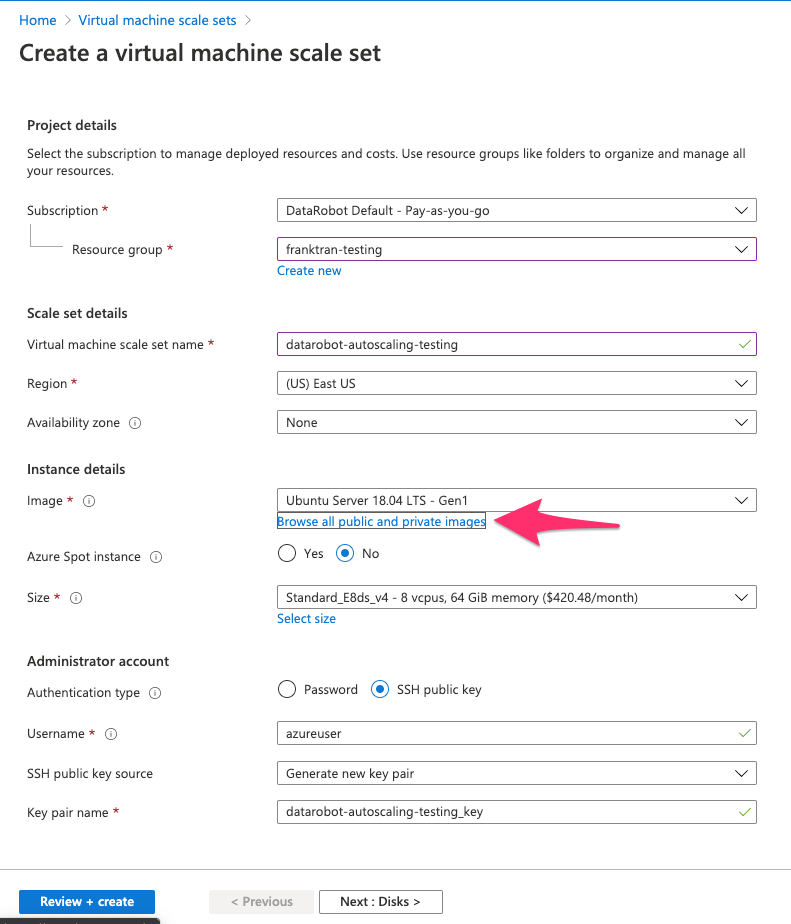 Home > Virtual machine scale sets >
Create a virtual machine scale set
Project details
Select the subscription to manage deployed resources and costs. Use resource groups like folders to organize and manage all
your resources.
Subscription * DataRobot Default - Pay-as-you-go
Resource group * franktran-testing
Create new
Scale set details
Virtual machine scale set name * datarobot-autoscaling-testing
Region * (US) East US
Availability zone None
Instance details
Image * Ubuntu Server 18.04 LTS - Gen1
Browse all public and private images
Azure Spot instance Yes No
Size * Standard_E8ds_v4 - 8 vcpus, 64 GiB memory ($420.48/month)
Select size
Administrator account
Authentication type Password SSH public key
Username * azureuser
SSH public key source Generate new key pair
Key pair name * datarobot-autoscaling-testing_key
Review + create < Previous Next : Disks >